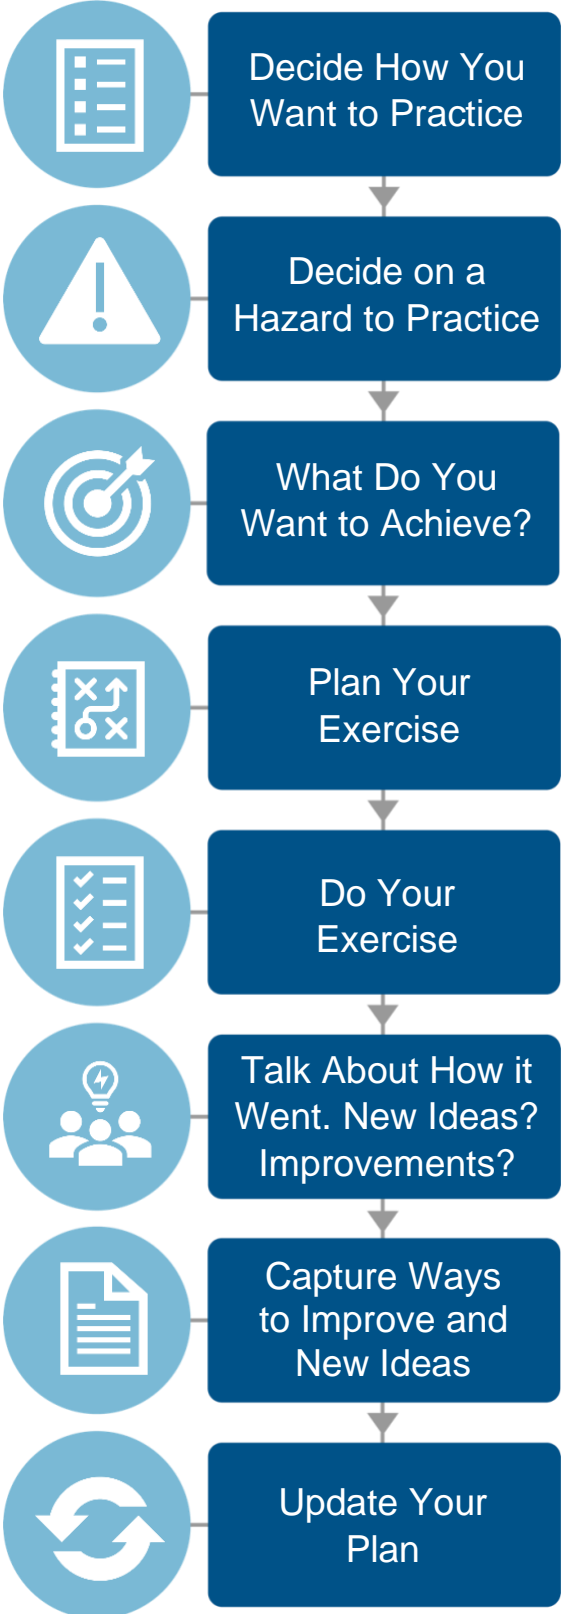 Decide How You
Want to Practice
Decide on a
Hazard to Practice
What Do You
Want to Achieve?
Plan Your
Exercise
Do Your
Exercise
Talk About How it
Went. New Ideas?
Improvements?
Capture Ways
to Improve and
New Ideas
Update Your
Plan